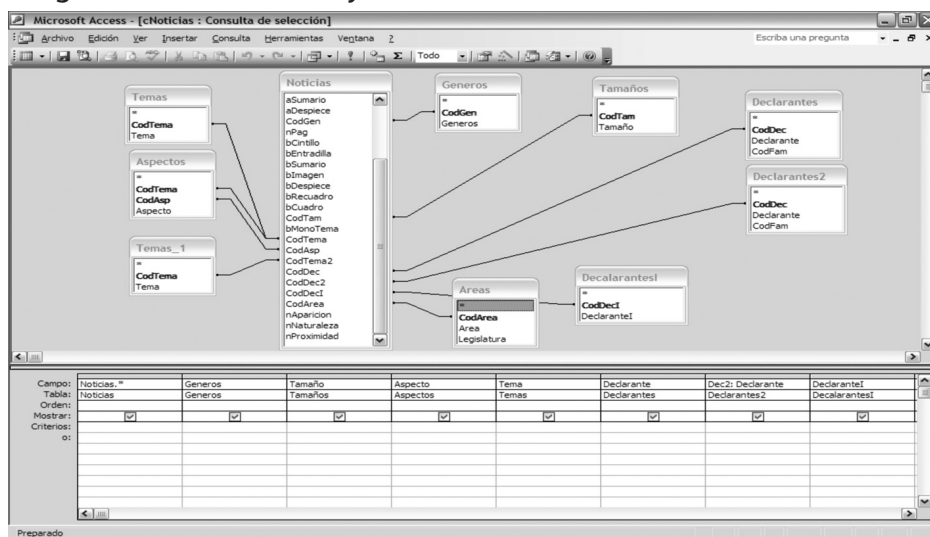 Microsoft Access - [cNoticias : Consulta de selección]
Archivo Edición Ver Insertar Consulta Herramientas Ventana ?
Escriba una pregunta
Todo
Temas
*
CodTema
Tema
Aspectos
*
CodTema
CodAsp
Aspecto
Temas_1
*
CodTema
Tema
Noticias
aSumario
aDespiece
CodGen
nPag
bCintillo
bEntradilla
bSumario
bImagen
bDespiece
bRecuadro
bCuadro
CodTam
bMonoTema
CodTema
CodAsp
CodTema2
CodDec
CodDec2
CodDecI
CodArea
nAparicion
nNaturaleza
nProximidad
Generos
*
CodGen
Generos
Tamaños
*
CodTam
Tamaño
Declarantes
*
CodDec
Declarante
CodFam
Declarantes2
*
CodDec
Declarante
CodFam
Areas
*
CodArea
Area
Legislatura
DecalarantesI
*
CodDecI
DeclaranteI
Campo: Noticias.* Generos Tamaño Aspecto Tema Declarante Dec2: Declarante DeclaranteI
Tabla: Noticias Generos Tamaños Aspectos Temas Declarantes Declarantes2 DecalarantesI
Orden:
Mostrar:
Criterios:
o:
Preparado